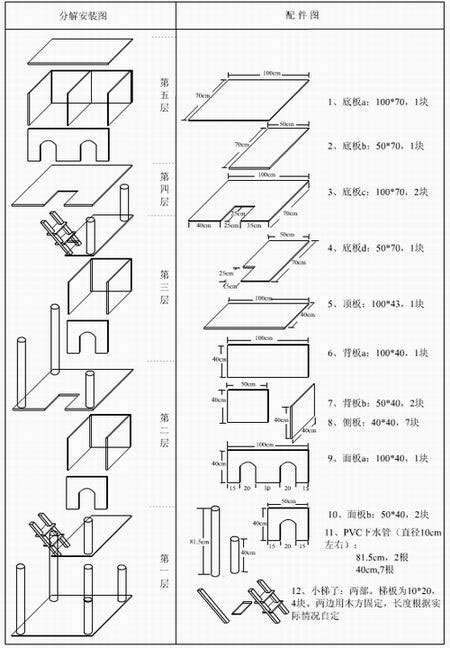 分解安装图
配件图
第五层
第四层
第三层
第二层
第一层
100cm
70cm
1、底板a：100*70，1块
50cm
70cm
2、底板b：50*70，1块
100cm
70cm
25cm
40cm
25cm
35cm
3、底板c：100*70，2块
50cm
70cm
25cm
25cm
4、底板d：50*70，1块
100cm
40cm
5、顶板：100*43，1块
100cm
40cm
6、背板a：100*40，1块
50cm
40cm
7、背板b：50*40，2块
40cm
40cm
8、侧板：40*40，7块
100cm
40cm
15 20 30 20 15
9、面板a：100*40，1块
50cm
40cm
15 20 15
10、面板b：50*40，2块
81.5cm
40cm
11、PVC下水管（直径10cm
左右）：
81.5cm，2根
40cm,7根
12、小梯子：两部，梯板为10*20，
4块。两边用木方固定，长度根据实
际情况自定